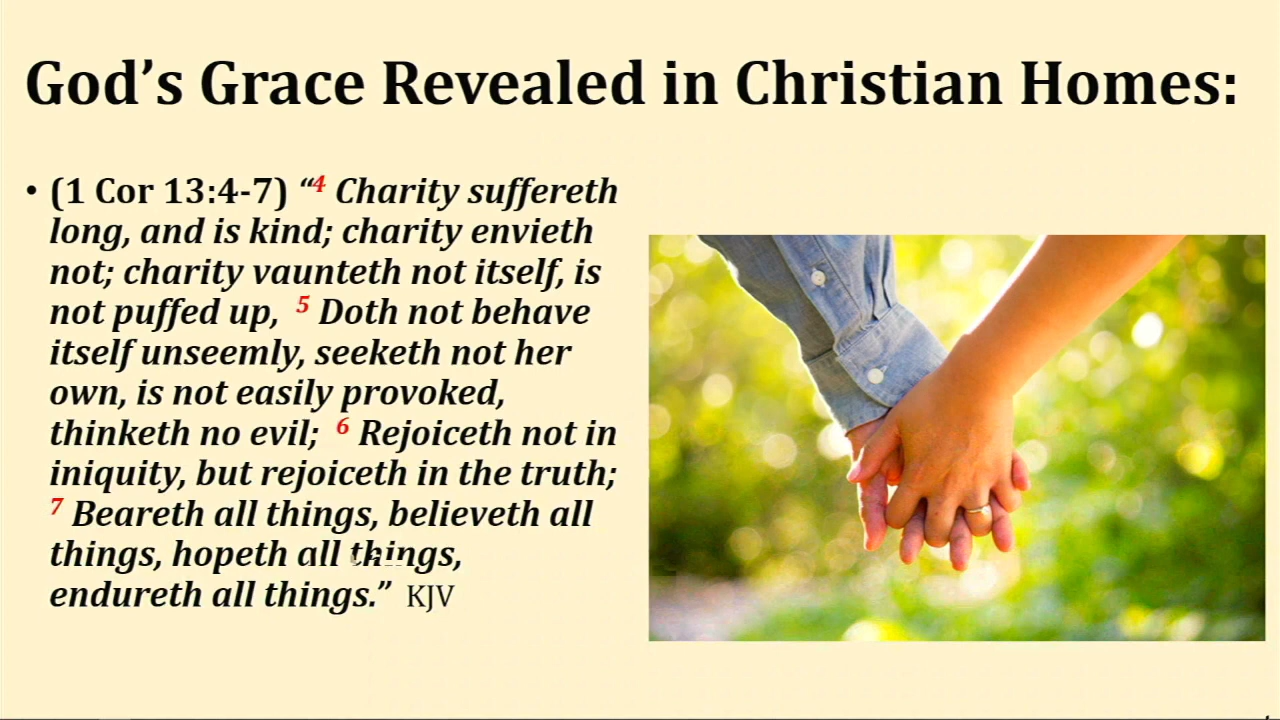 God’s Grace Revealed in Christian Homes:
• (1 Cor 13:4-7) “4 Charity suffereth
long, and is kind; charity envieth
not; charity vaunteth not itself, is
not puffed up, 5 Doth not behave
itself unseemly, seeketh not her
own, is not easily provoked,
thinketh no evil; 6 Rejoiceth not in
iniquity, but rejoiceth in the truth;
7 Beareth all things, believeth all
things, hopeth all things,
endureth all things.” KJV